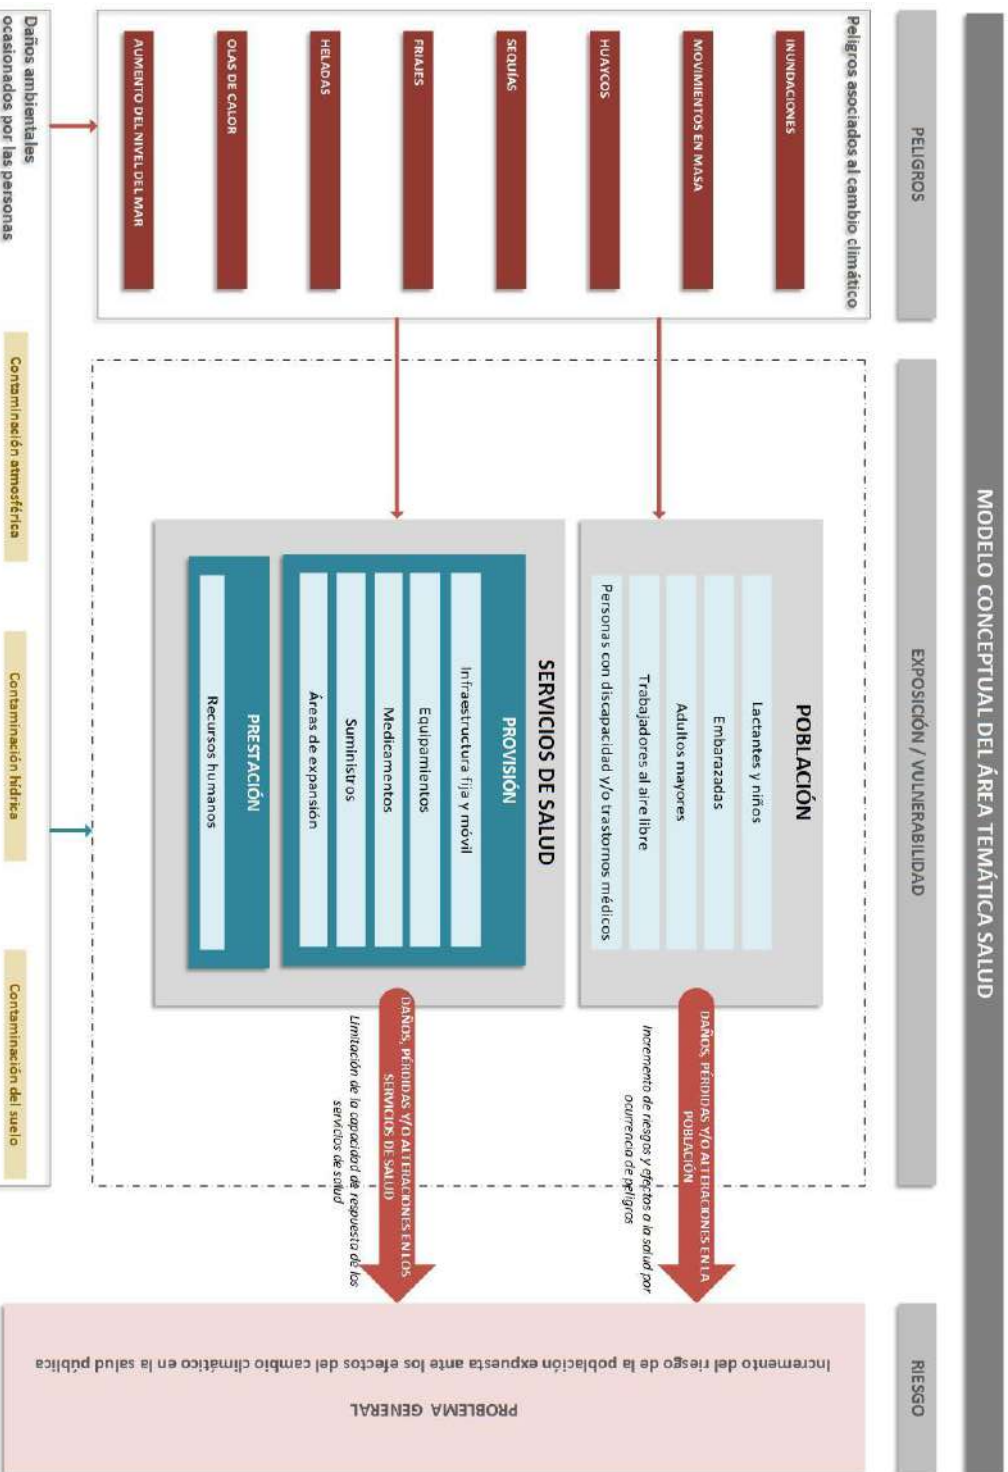 MODELO CONCEPTUAL DEL ÁREA TEMÁTICA SALUD
PELIGROS
EXPOSICIÓN / VULNERABILIDAD
RIESGO
Peligros asociados al cambio climático
INUNDACIONES
MOVIMIENTOS EN MASA
HUAYCOS
SEQUÍAS
FRIAJES
HELADAS
OLAS DE CALOR
AUMENTO DEL NIVEL DEL MAR
POBLACIÓN
Lactantes y niños
Embarazadas
Adultos mayores
Trabajadores al aire libre
Personas con discapacidad y/o trastornos médicos
SERVICIOS DE SALUD
PROVISIÓN
Infraestructura fija y móvil
Equipamientos
Medicamentos
Suministros
Áreas de expansión
PRESTACIÓN
Recursos humanos
DAÑOS, PÉRDIDAS Y/O ALTERACIONES EN LA
POBLACIÓN
Incremento de riesgos y efectos a la salud por
ocurrencia de peligros
DAÑOS, PÉRDIDAS Y/O ALTERACIONES EN LOS
SERVICIOS DE SALUD
Limitación de la capacidad de respuesta de los
servicios de salud
PROBLEMA GENERAL
Incremento del riesgo de la población expuesta ante los efectos del cambio climático en la salud pública
Daños ambientales
ocasionados por las personas
Contaminación atmosférica
Contaminación hídrica
Contaminación del suelo